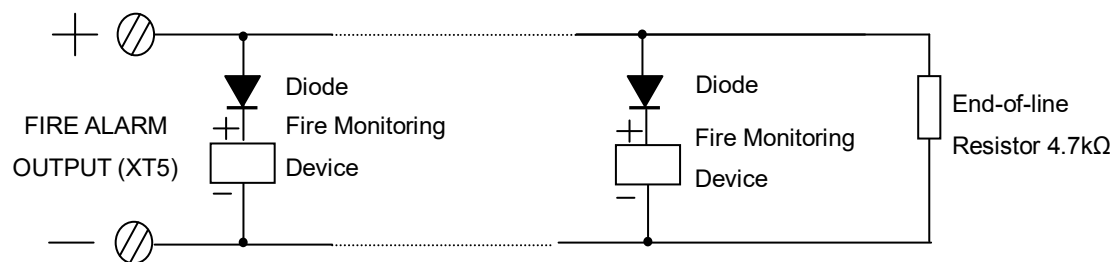 +
Diode
Diode
FIRE ALARM
OUTPUT (XT5)
+
Fire Monitoring
Device
−
+
Fire Monitoring
Device
−
End-of-line
Resistor 4.7kΩ
−